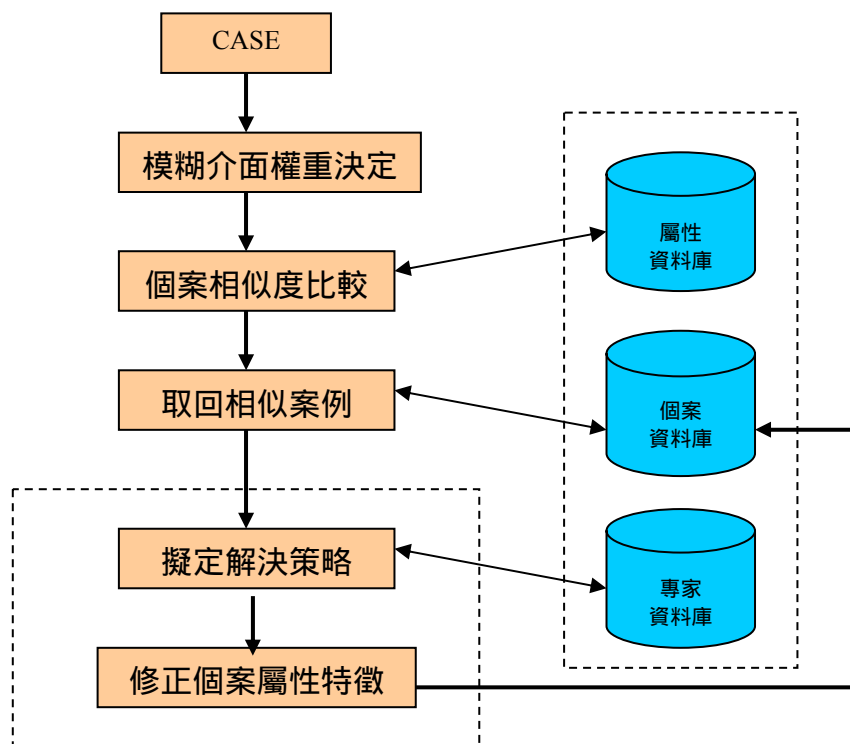 CASE
模糊介面權重決定
個案相似度比較
取回相似案例
擬定解決策略
修正個案屬性特徵
屬性
資料庫
個案
資料庫
專家
資料庫